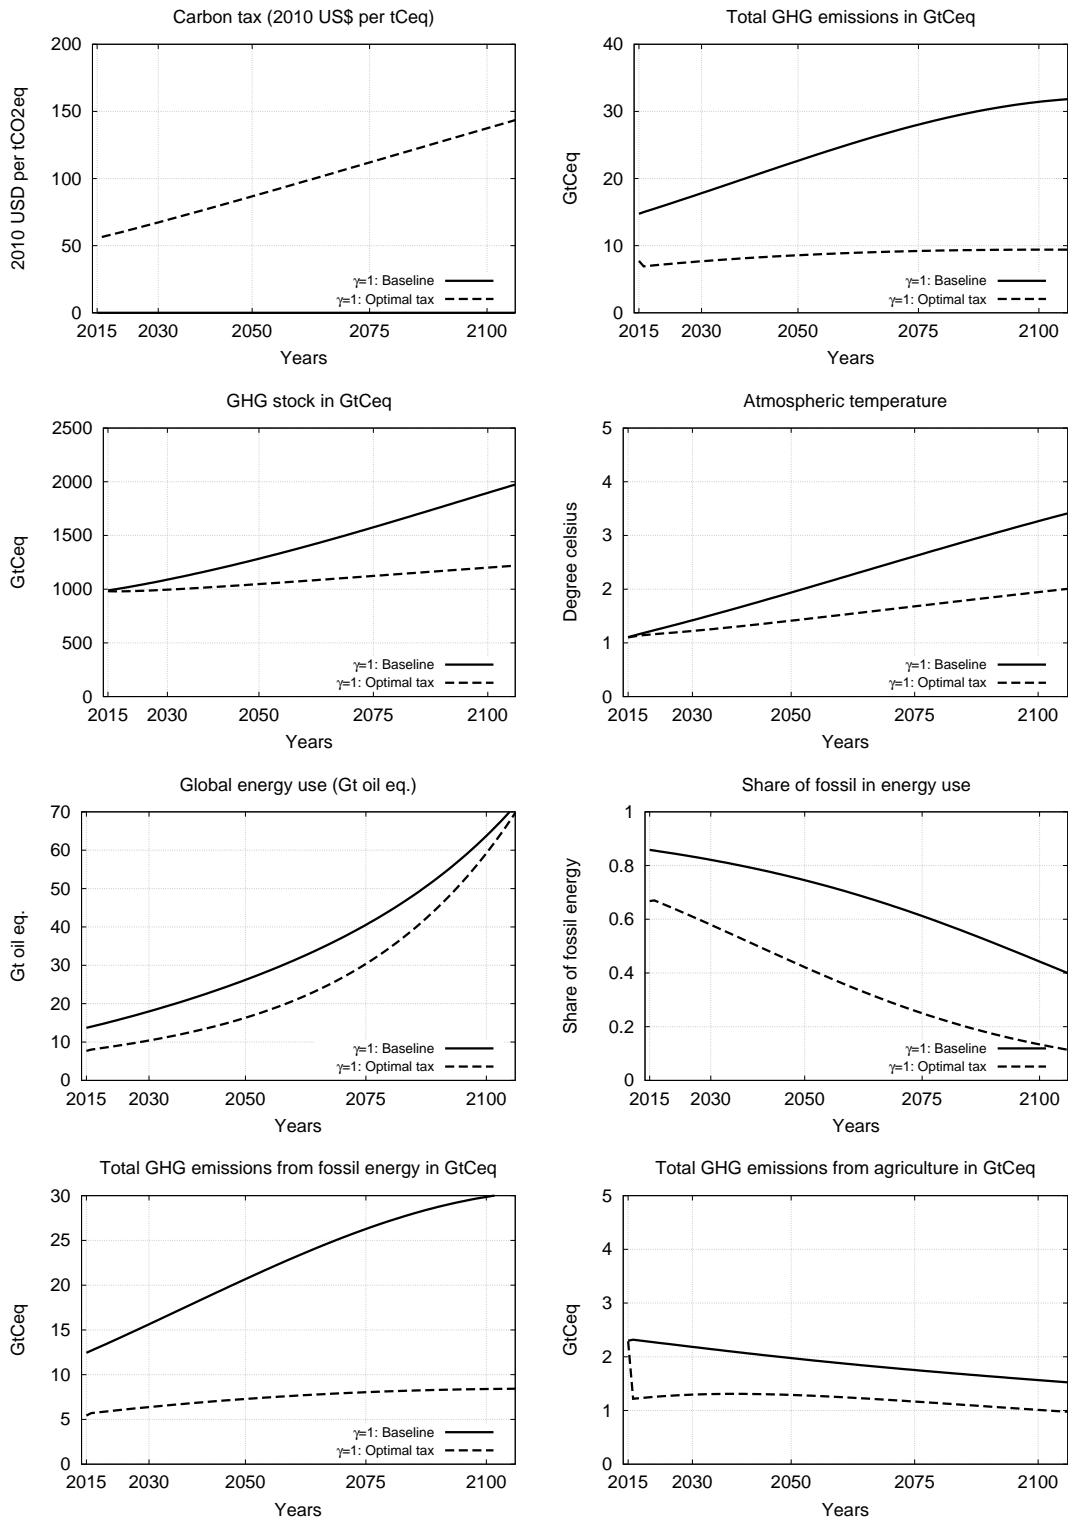 Carbon tax (2010 US$ per tCeq)
2010 USD per tCO2eq
200
150
100
50
0
2015 2030 2050 2075 2100
Years
γ=1: Baseline
γ=1: Optimal tax
Total GHG emissions in GtCeq
GtCeq
40
30
20
10
0
2015 2030 2050 2075 2100
Years
γ=1: Baseline
γ=1: Optimal tax
GHG stock in GtCeq
GtCeq
2500
2000
1500
1000
500
0
2015 2030 2050 2075 2100
Years
γ=1: Baseline
γ=1: Optimal tax
Atmospheric temperature
Degree celsius
5
4
3
2
1
0
2015 2030 2050 2075 2100
Years
γ=1: Baseline
γ=1: Optimal tax
Global energy use (Gt oil eq.)
Gt oil eq.
70
60
50
40
30
20
10
0
2015 2030 2050 2075 2100
Years
γ=1: Baseline
γ=1: Optimal tax
Share of fossil in energy use
Share of fossil energy
1
0.8
0.6
0.4
0.2
0
2015 2030 2050 2075 2100
Years
γ=1: Baseline
γ=1: Optimal tax
Total GHG emissions from fossil energy in GtCeq
GtCeq
30
25
20
15
10
5
0
2015 2030 2050 2075 2100
Years
γ=1: Baseline
γ=1: Optimal tax
Total GHG emissions from agriculture in GtCeq
GtCeq
5
4
3
2
1
0
2015 2030 2050 2075 2100
Years